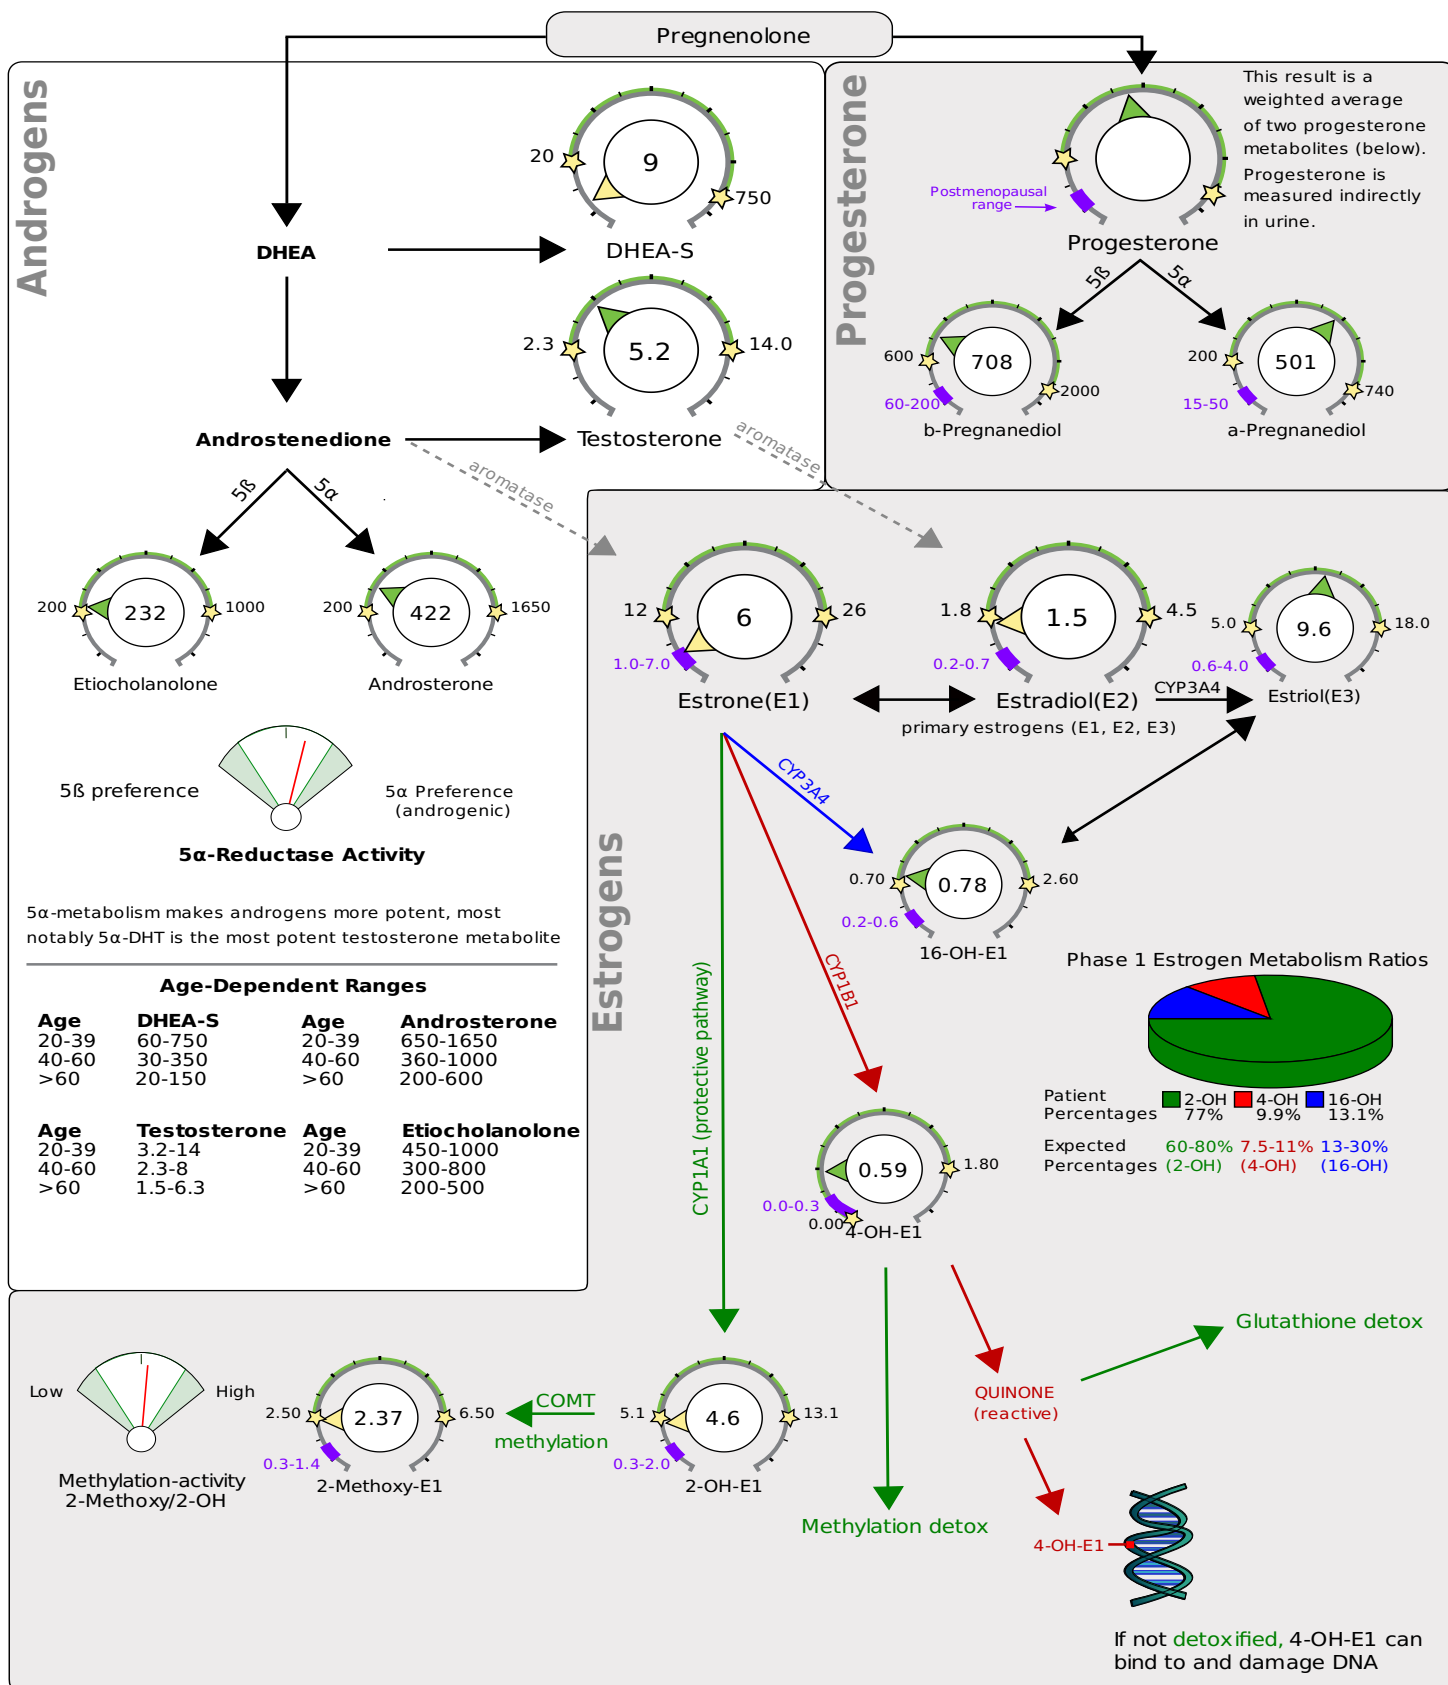 Pregnenolone
Androgens
20
9
750
DHEA-S
DHEA
2.3
5.2
14.0
Testosterone
Androstenedione
aromatase
aromatase
5ß
5α
200
232
1000
Etiocholanolone
200
422
1650
Androsterone
5ß preference
5α Preference
(androgenic)
5α-Reductase Activity
5α-metabolism makes androgens more potent, most
notably 5α-DHT is the most potent testosterone metabolite
Age-Dependent Ranges
Age DHEA-S Age Androsterone
20-39 60-750 20-39 650-1650
40-60 30-350 40-60 360-1000
>60 20-150 >60 200-600
Age Testosterone Age Etiocholanolone
20-39 3.2-14 20-39 450-1000
40-60 2.3-8 40-60 300-800
>60 1.5-6.3 >60 200-500
Progesterone
This result is a
weighted average
of two progesterone
metabolites (below).
Progesterone is
measured indirectly
in urine.
Postmenopausal
range
Progesterone
5ß
5α
600
708
2000
60-200
b-Pregnanediol
200
501
740
15-50
a-Pregnanediol
Estrogens
12
6
26
1.0-7.0
Estrone(E1)
1.8
1.5
4.5
0.2-0.7
Estradiol(E2)
CYP3A4
5.0
9.6
18.0
0.6-4.0
Estriol(E3)
primary estrogens (E1, E2, E3)
CYP3A4
0.70
0.78
2.60
0.2-0.6
16-OH-E1
CYP1B1
CYP1A1 (protective pathway)
Phase 1 Estrogen Metabolism Ratios
Patient
Percentages
2-OH 4-OH 16-OH
77% 9.9% 13.1%
Expected
Percentages
60-80% 7.5-11% 13-30%
(2-OH) (4-OH) (16-OH)
0.59
1.80
0.0-0.3
0.00
4-OH-E1
Glutathione detox
QUINONE
(reactive)
Low
High
Methylation-activity
2-Methoxy/2-OH
2.50
2.37
6.50
0.3-1.4
2-Methoxy-E1
COMT
methylation
5.1
4.6
13.1
0.3-2.0
2-OH-E1
Methylation detox
4-OH-E1
If not detoxified, 4-OH-E1 can
bind to and damage DNA